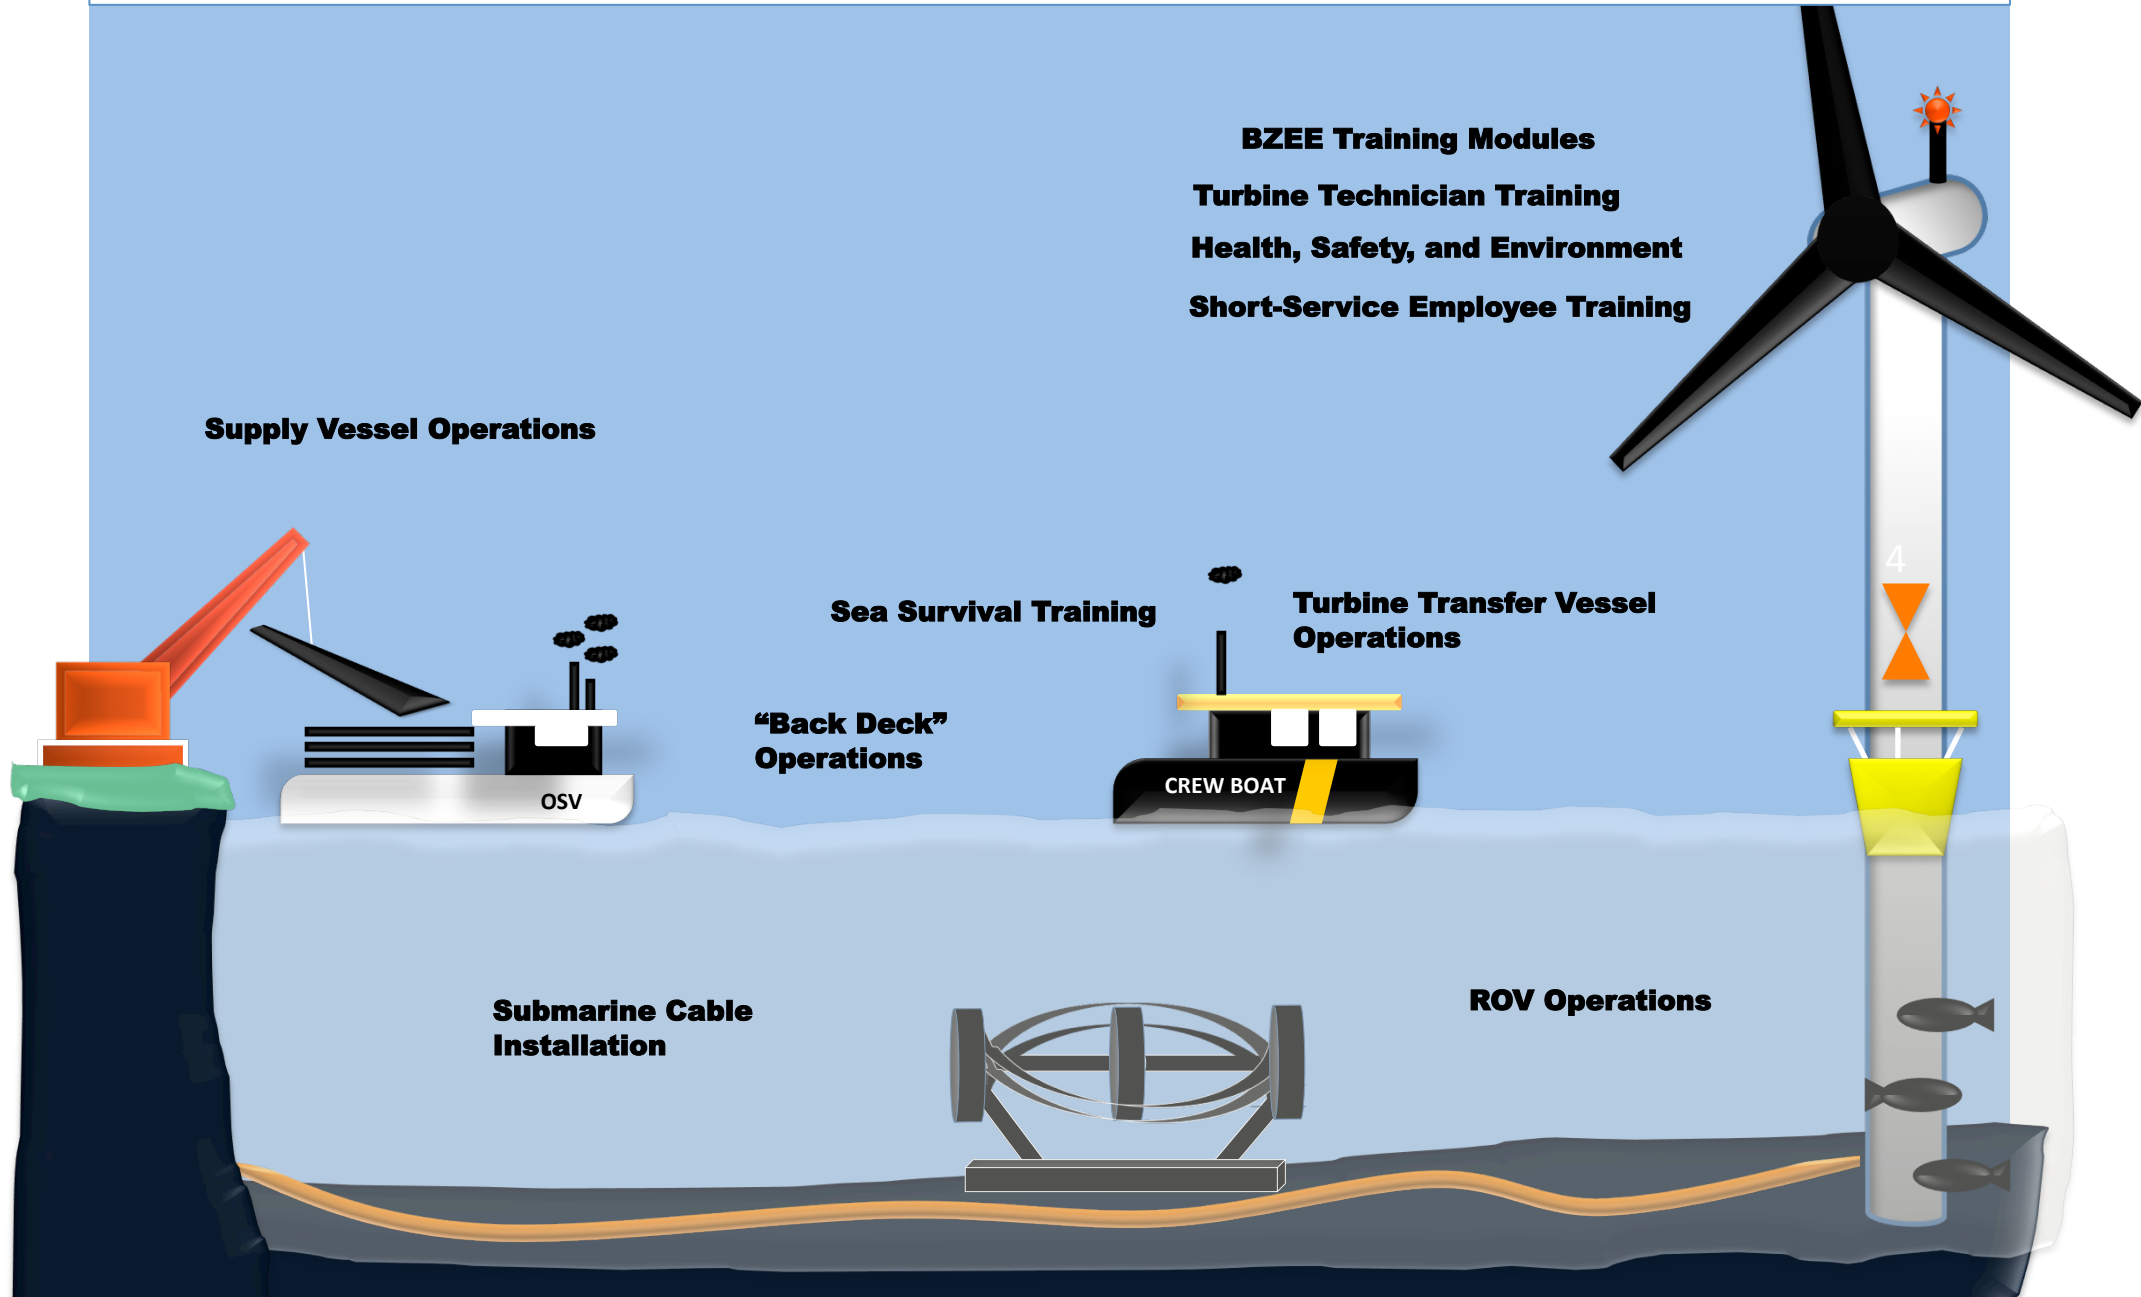 BZEE Training Modules
Turbine Technician Training
Health, Safety, and Environment
Short-Service Employee Training
Supply Vessel Operations
4
Sea Survival Training
Turbine Transfer Vessel
Operations
“Back Deck”
Operations
OSV
CREW BOAT
Submarine Cable
Installation
ROV Operations